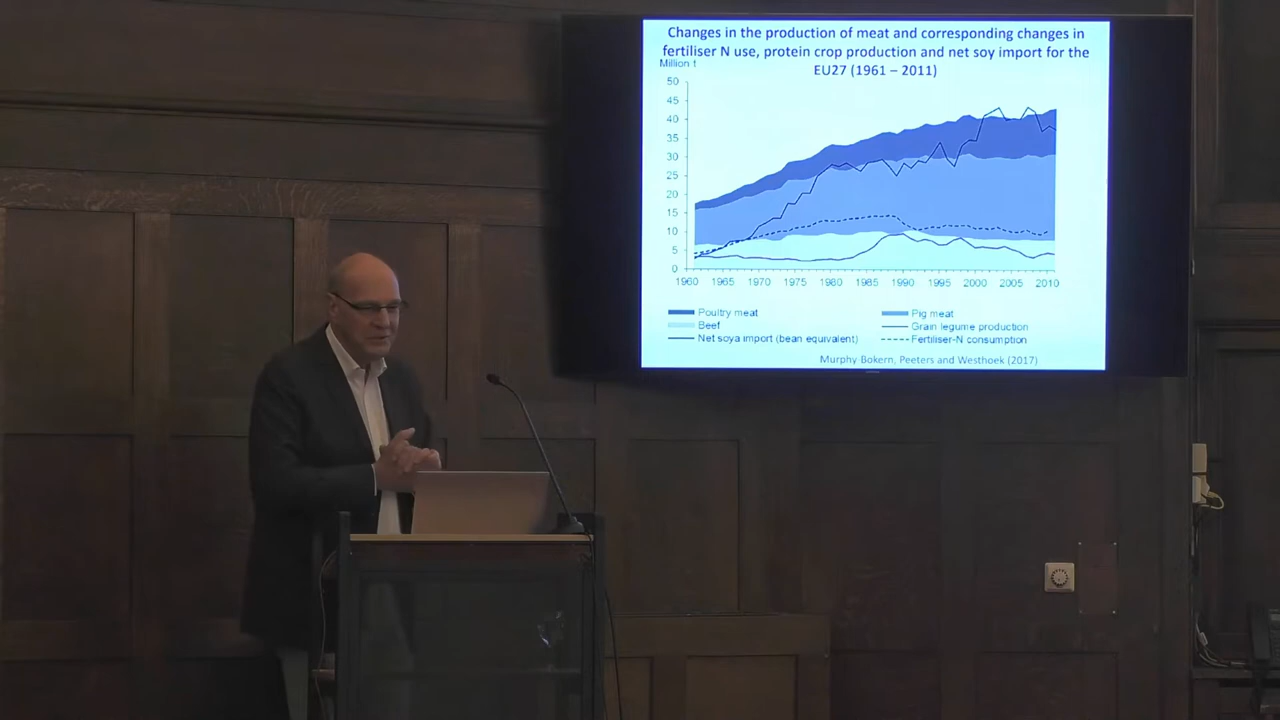 Changes in the production of meat and corresponding changes in
fertiliser N use, protein crop production and net soy import for the
EU27 (1961 – 2011)
Million t
50
45
40
35
30
25
20
15
10
5
0
1960 1965 1970 1975 1980 1985 1990 1995 2000 2005 2010
Poultry meat
Pig meat
Beef
Grain legume production
Net soya import (bean equivalent)
Fertiliser-N consumption
Murphy Bokern, Peeters and Westhoek (2017)